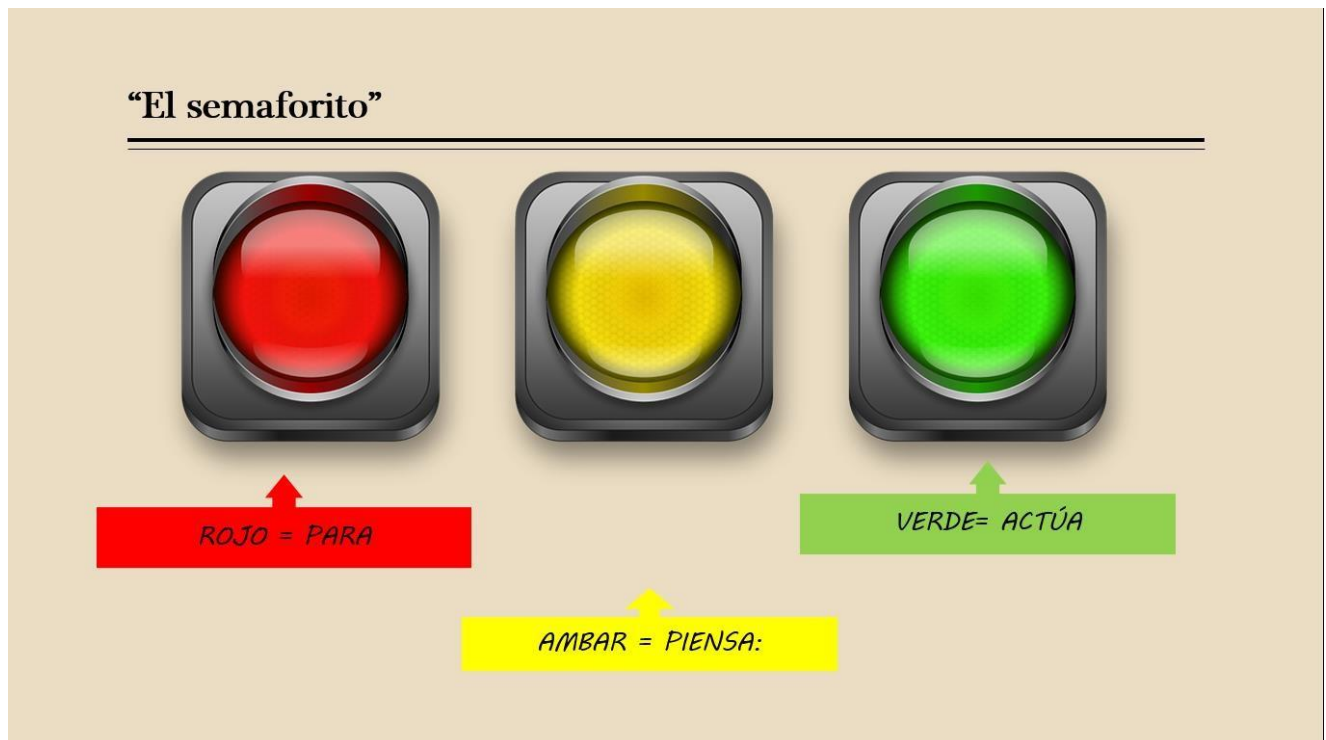 “El semaforito”
ROJO = PARA
VERDE= ACTÚA
AMBAR = PIENSA: